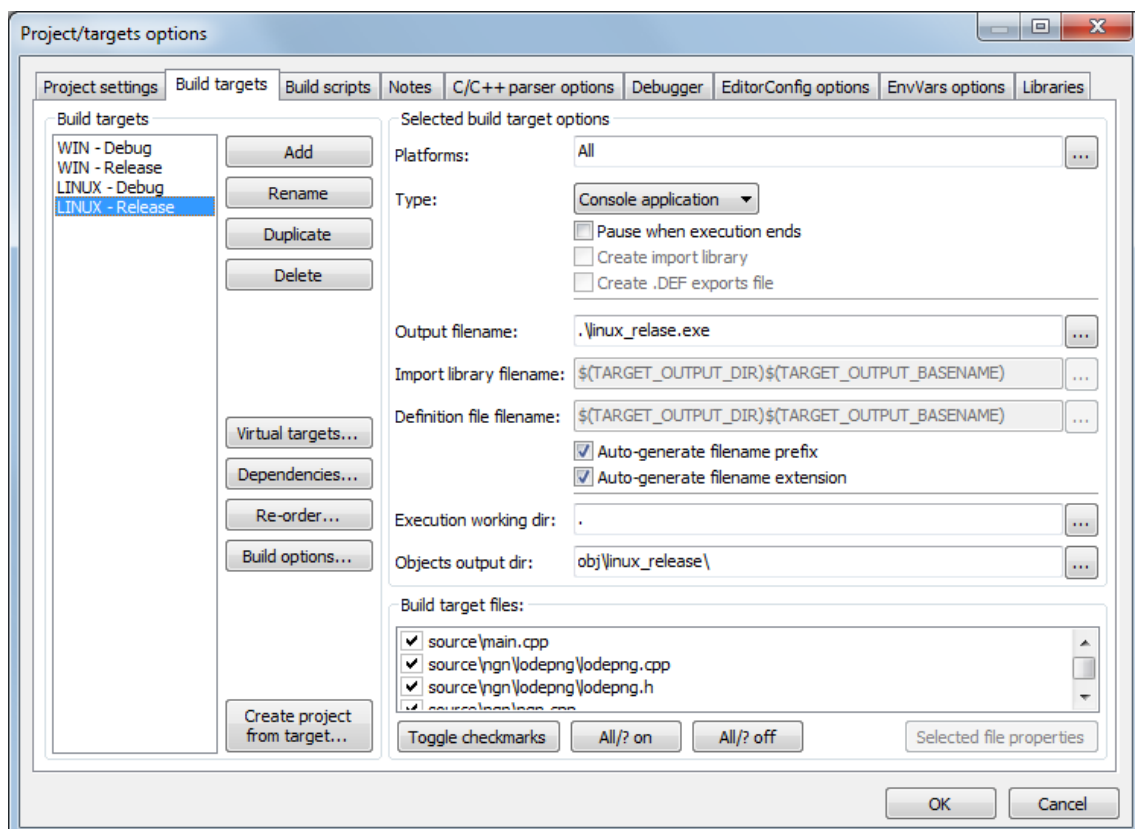 Project/targets options
Project settings
Build targets
Build scripts
Notes
C/C++ parser options
Debugger
EditorConfig options
EnvVars options
Libraries
Build targets
WIN - Debug
WIN - Release
LINUX - Debug
LINUX - Release
Add
Rename
Duplicate
Delete
Virtual targets...
Dependencies...
Re-order...
Build options...
Create project
from target...
Selected build target options
Platforms:
All
...
Type:
Console application
Pause when execution ends
Create import library
Create .DEF exports file
Output filename:
.\linux_relase.exe
...
Import library filename:
$(TARGET_OUTPUT_DIR)$(TARGET_OUTPUT_BASENAME)
...
Definition file filename:
$(TARGET_OUTPUT_DIR)$(TARGET_OUTPUT_BASENAME)
...
Auto-generate filename prefix
Auto-generate filename extension
Execution working dir:
.
...
Objects output dir:
obj\linux_release\
...
Build target files:
source\main.cpp
source\ngn\lodepng\lodepng.cpp
source\ngn\lodepng\lodepng.h
source\ngn\ngn.cpp
Toggle checkmarks
All/? on
All/? off
Selected file properties
OK
Cancel